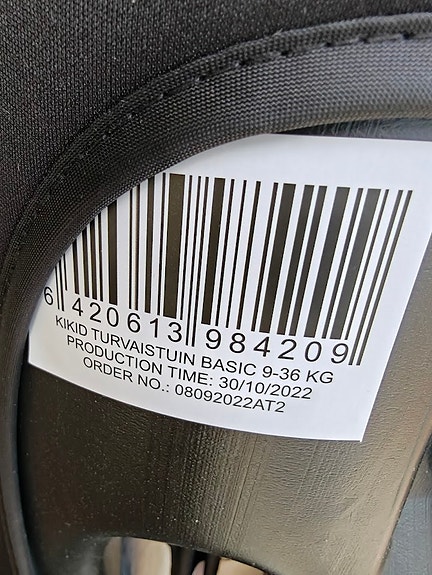 6 420613 984209
KIKID TURVAISTUIN BASIC 9-36 KG
PRODUCTION TIME: 30/10/2022
ORDER NO.: 08092022AT2